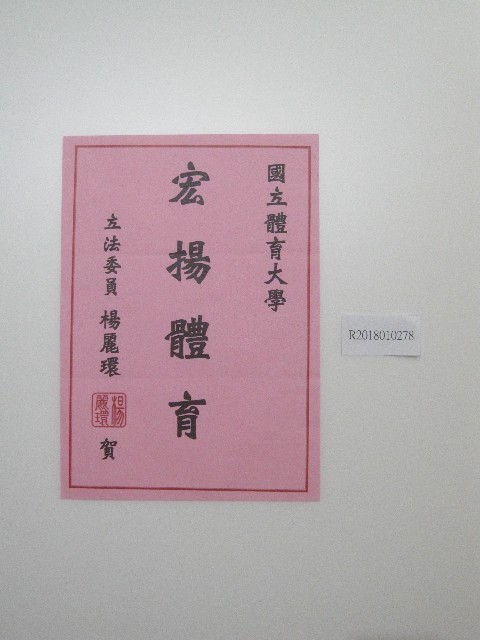 國立體育大學
宏揚體育
立法委員 楊麗環
楊麗環
賀
R2018010278